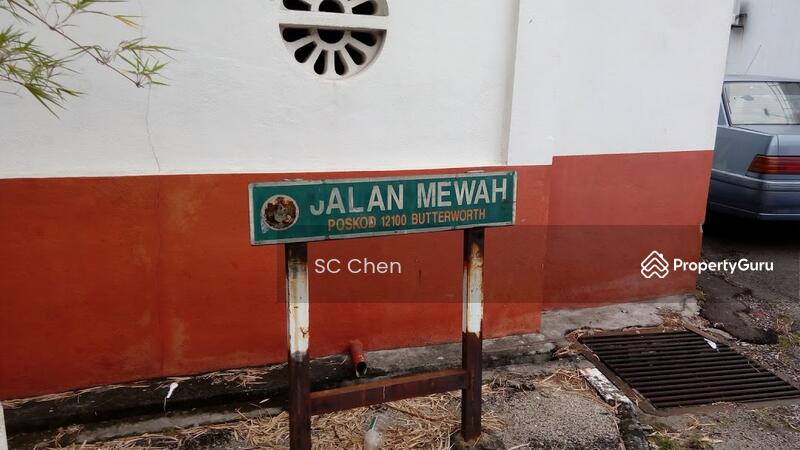 JALAN MEWAH
POSKOD 12100 BUTTERWORTH
SC Chen
PropertyGuru